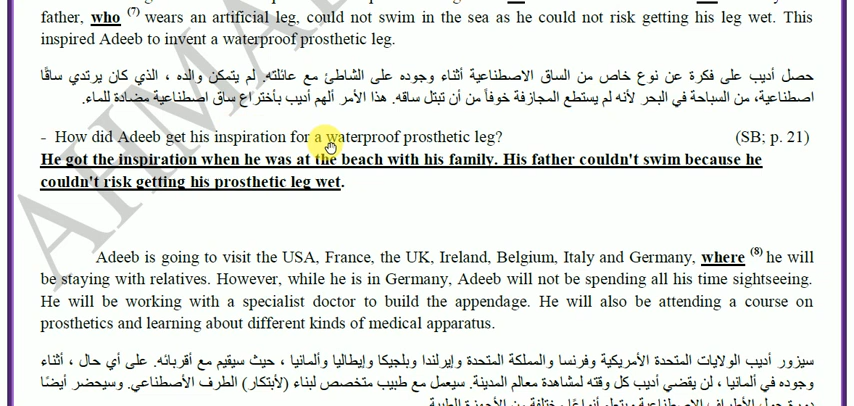 father, who (7) wears an artificial leg, could not swim in the sea as he could not risk getting his leg wet. This
inspired Adeeb to invent a waterproof prosthetic leg.
حصل أديب على فكرة عن نوع خاص من الساق الاصطناعية أثناء وجوده على الشاطئ مع عائلته. لم يتمكن والده ، الذي كان يرتدي ساقًا
اصطناعية، من السباحة في البحر لأنه لم يستطع المجازفة خوفاً من أن تبتل ساقه. هذا الأمر ألهم أديب بأختراع ساق اصطناعية مضادة للماء.
- How did Adeeb get his inspiration for a waterproof prosthetic leg? (SB; p. 21)
He got the inspiration when he was at the beach with his family. His father couldn't swim because he
couldn't risk getting his prosthetic leg wet.
Adeeb is going to visit the USA, France, the UK, Ireland, Belgium, Italy and Germany, where (8) he will
be staying with relatives. However, while he is in Germany, Adeeb will not be spending all his time sightseeing.
He will be working with a specialist doctor to build the appendage. He will also be attending a course on
prosthetics and learning about different kinds of medical apparatus.
سيزور أديب الولايات المتحدة الأمريكية وفرنسا والمملكة المتحدة وإيرلندا وبلجيكا وإيطاليا وألمانيا ، حيث سيقيم مع أقربائه. على أي حال ، أثناء
وجوده في ألمانيا ، لن يقضي أديب كل وقته لمشاهدة معالم المدينة. سيعمل مع طبيب متخصص لبناء (لأبتكار) الطرف الأصطناعي. وسيحضر أيضًا
AHMA